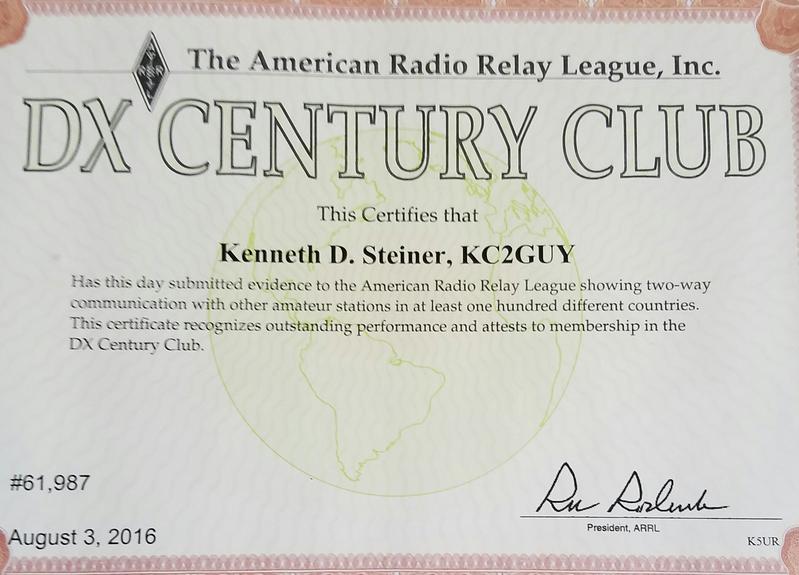 The American Radio Relay League, Inc.
DX CENTURY CLUB
This Certifies that
Kenneth D. Steiner, KC2GUY
Has this day submitted evidence to the American Radio Relay League showing two-way
communication with other amateur stations in at least one hundred different countries.
This certificate recognizes outstanding performance and attests to membership in the
DX Century Club.
#61,987
August 3, 2016
President, ARRL
K5UR